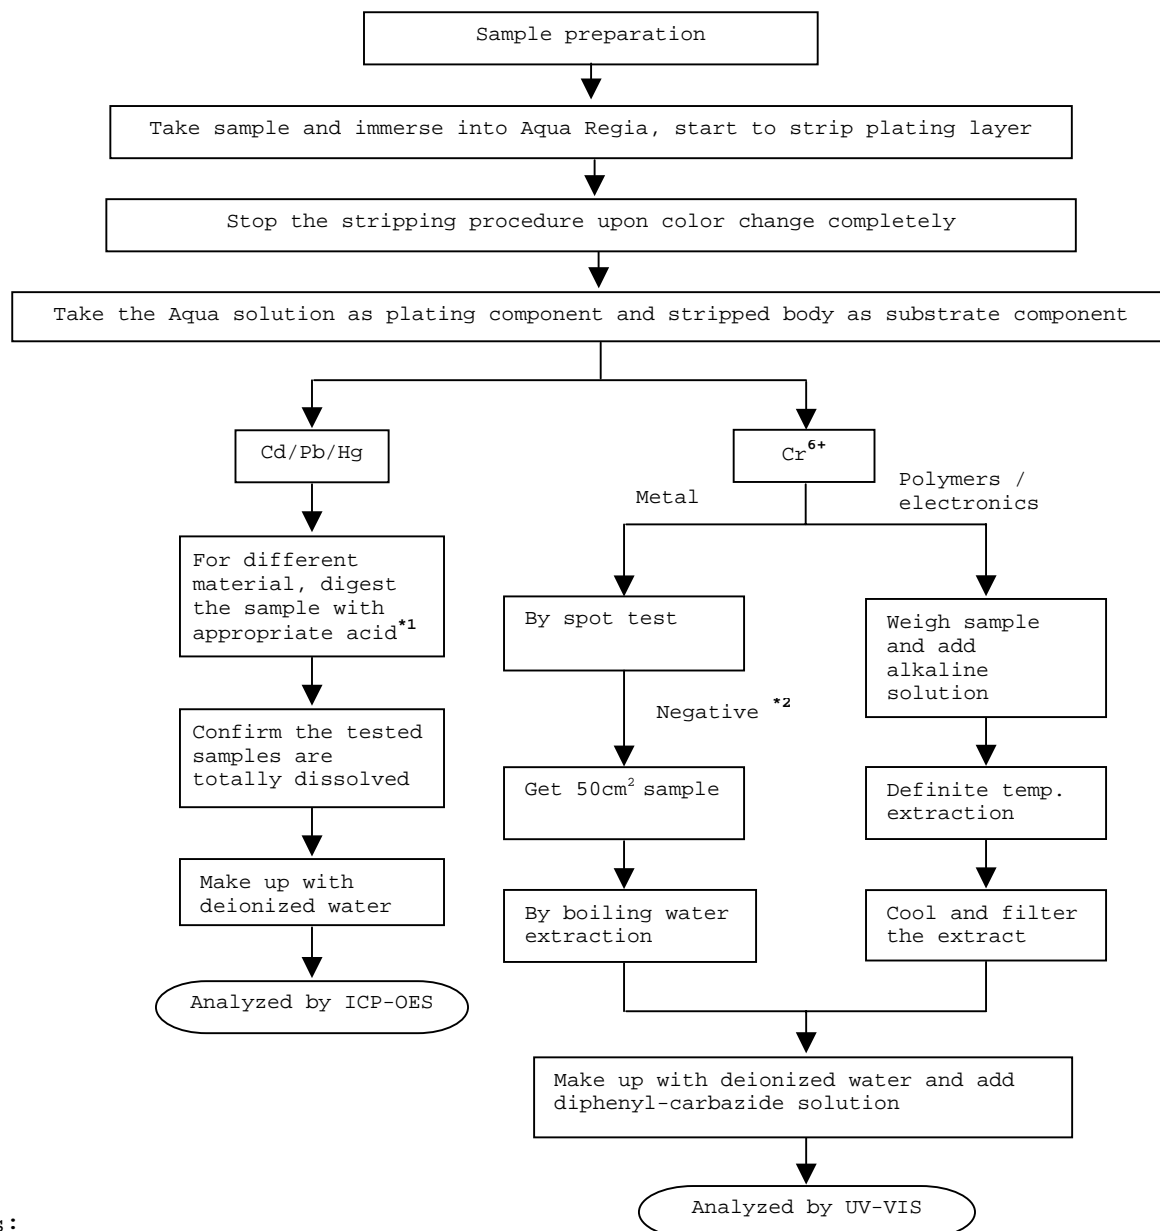 Sample preparation
Take sample and immerse into Aqua Regia, start to strip plating layer
Stop the stripping procedure upon color change completely
Take the Aqua solution as plating component and stripped body as substrate component
Cd/Pb/Hg
For different
material, digest
the sample with
appropriate acid*1
Confirm the tested
samples are
totally dissolved
Make up with
deionized water
Analyzed by ICP-OES
Cr6+
Metal
By spot test
Negative *2
Get 50cm2 sample
By boiling water
extraction
Polymers /
electronics
Weigh sample
and add
alkaline
solution
Definite temp.
extraction
Cool and filter
the extract
Make up with deionized water and add
diphenyl-carbazide solution
Analyzed by UV-VIS